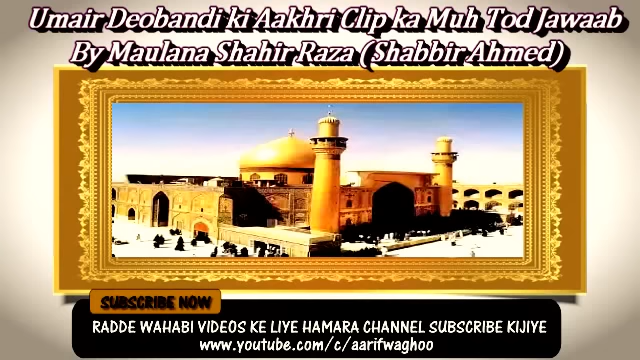 Umair Deobandi ki Aakhri Clip ka Muh Tod Jawaab
By Maulana Shahir Raza (Shabbir Ahmed)
SUBSCRIBE NOW
RADDE WAHABI VIDEOS KE LIYE HAMARA CHANNEL SUBSCRIBE KIJIYE
www.youtube.com/c/aarifwaghoo